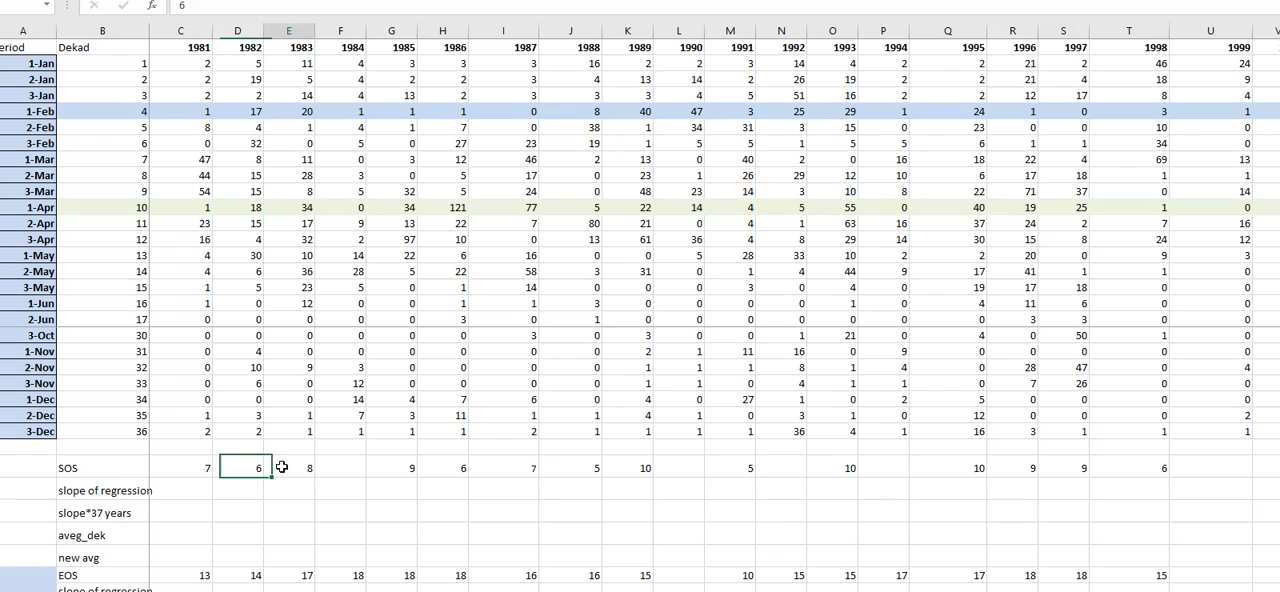 fx 6
A B C D E F G H I J K L M N O P Q R S T U V
eriod Dekad 1981 1982 1983 1984 1985 1986 1987 1988 1989 1990 1991 1992 1993 1994 1995 1996 1997 1998 1999
1-Jan 1 2 5 11 4 3 3 3 16 2 2 3 14 4 2 2 21 2 46 24
2-Jan 2 2 19 5 4 2 2 3 4 13 14 2 26 19 2 2 21 4 18 9
3-Jan 3 2 2 14 4 13 2 3 3 3 4 5 51 16 2 2 12 17 8 4
1-Feb 4 1 17 20 1 1 1 0 8 40 47 3 25 29 1 24 1 0 3 1
2-Feb 5 8 4 1 4 1 7 0 38 1 34 31 3 15 0 23 0 0 10 0
3-Feb 6 0 32 0 5 0 27 23 19 1 5 5 1 5 5 6 1 1 34 0
1-Mar 7 47 8 11 0 3 12 46 2 13 0 40 2 0 16 18 22 4 69 13
2-Mar 8 44 15 28 3 0 5 17 0 23 1 26 29 12 10 6 17 18 1 1
3-Mar 9 54 15 8 5 32 5 24 0 48 23 14 3 10 8 22 71 37 0 14
1-Apr 10 1 18 34 0 34 121 77 5 22 14 4 5 55 0 40 19 25 1 0
2-Apr 11 23 15 17 9 13 22 7 80 21 0 4 1 63 16 37 24 2 7 16
3-Apr 12 16 4 32 2 97 10 0 13 61 36 4 8 29 14 30 15 8 24 12
1-May 13 4 30 10 14 22 6 16 0 0 5 28 33 10 2 2 20 0 9 3
2-May 14 4 6 36 28 5 22 58 3 31 0 1 4 44 9 17 41 1 1 0
3-May 15 1 5 23 5 0 1 14 0 0 0 3 0 4 0 19 17 18 0 0
1-Jun 16 1 0 12 0 0 1 1 3 0 0 0 0 1 0 4 11 6 0 0
2-Jun 17 0 0 0 0 0 3 0 1 0 0 0 0 0 0 0 3 3 0 0
3-Oct 30 0 0 0 0 0 0 3 0 3 0 0 1 21 0 4 0 50 1 0
1-Nov 31 0 4 0 0 0 0 0 0 2 1 11 16 0 9 0 0 0 0 0
2-Nov 32 0 10 9 3 0 0 0 0 1 1 1 8 1 4 0 28 47 0 4
3-Nov 33 0 6 0 12 0 0 0 0 1 1 0 4 1 1 0 7 26 0 0
1-Dec 34 0 0 0 14 4 7 6 0 4 0 27 1 0 2 5 0 0 0 0
2-Dec 35 1 3 1 7 3 11 1 1 4 1 0 3 1 0 12 0 0 0 2
3-Dec 36 2 2 1 1 1 1 2 1 1 1 1 36 4 1 16 3 1 1 1
SOS 7 6 8 9 6 7 5 10 5 10 10 9 9 6
slope of regression
slope*37 years
aveg_dek
new avg
EOS 13 14 17 18 18 18 16 16 15 10 15 15 17 17 18 18 15
slope of regression